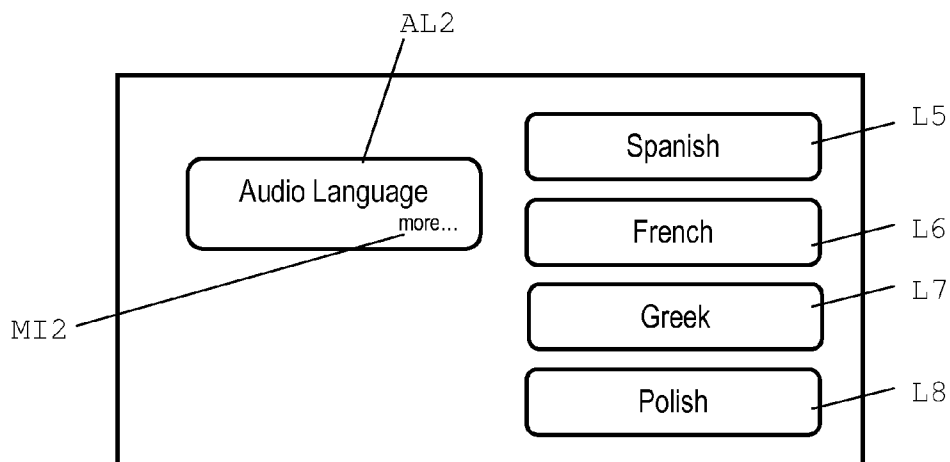 AL2
L5
Spanish
Audio Language
more...
French
L6
L7
Greek
MI2
Polish
L8